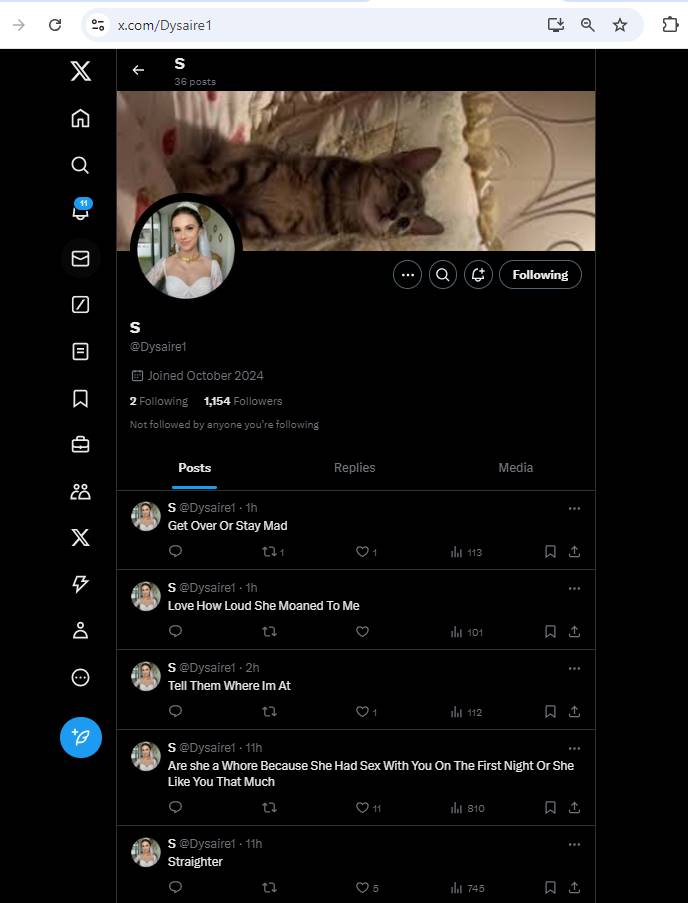 x.com/Dysaire1
S
36 posts
11
Following
S
@Dysaire1
Joined October 2024
2 Following 1,154 Followers
Not followed by anyone you're following
Posts Replies Media
S @Dysaire1 · 1h
Get Over Or Stay Mad
1 1 113
S @Dysaire1 · 1h
Love How Loud She Moaned To Me
101
S @Dysaire1 · 2h
Tell Them Where Im At
1 112
S @Dysaire1 · 11h
Are she a Whore Because She Had Sex With You On The First Night Or She
Like You That Much
11 810
S @Dysaire1 · 11h
Straighter
5 745